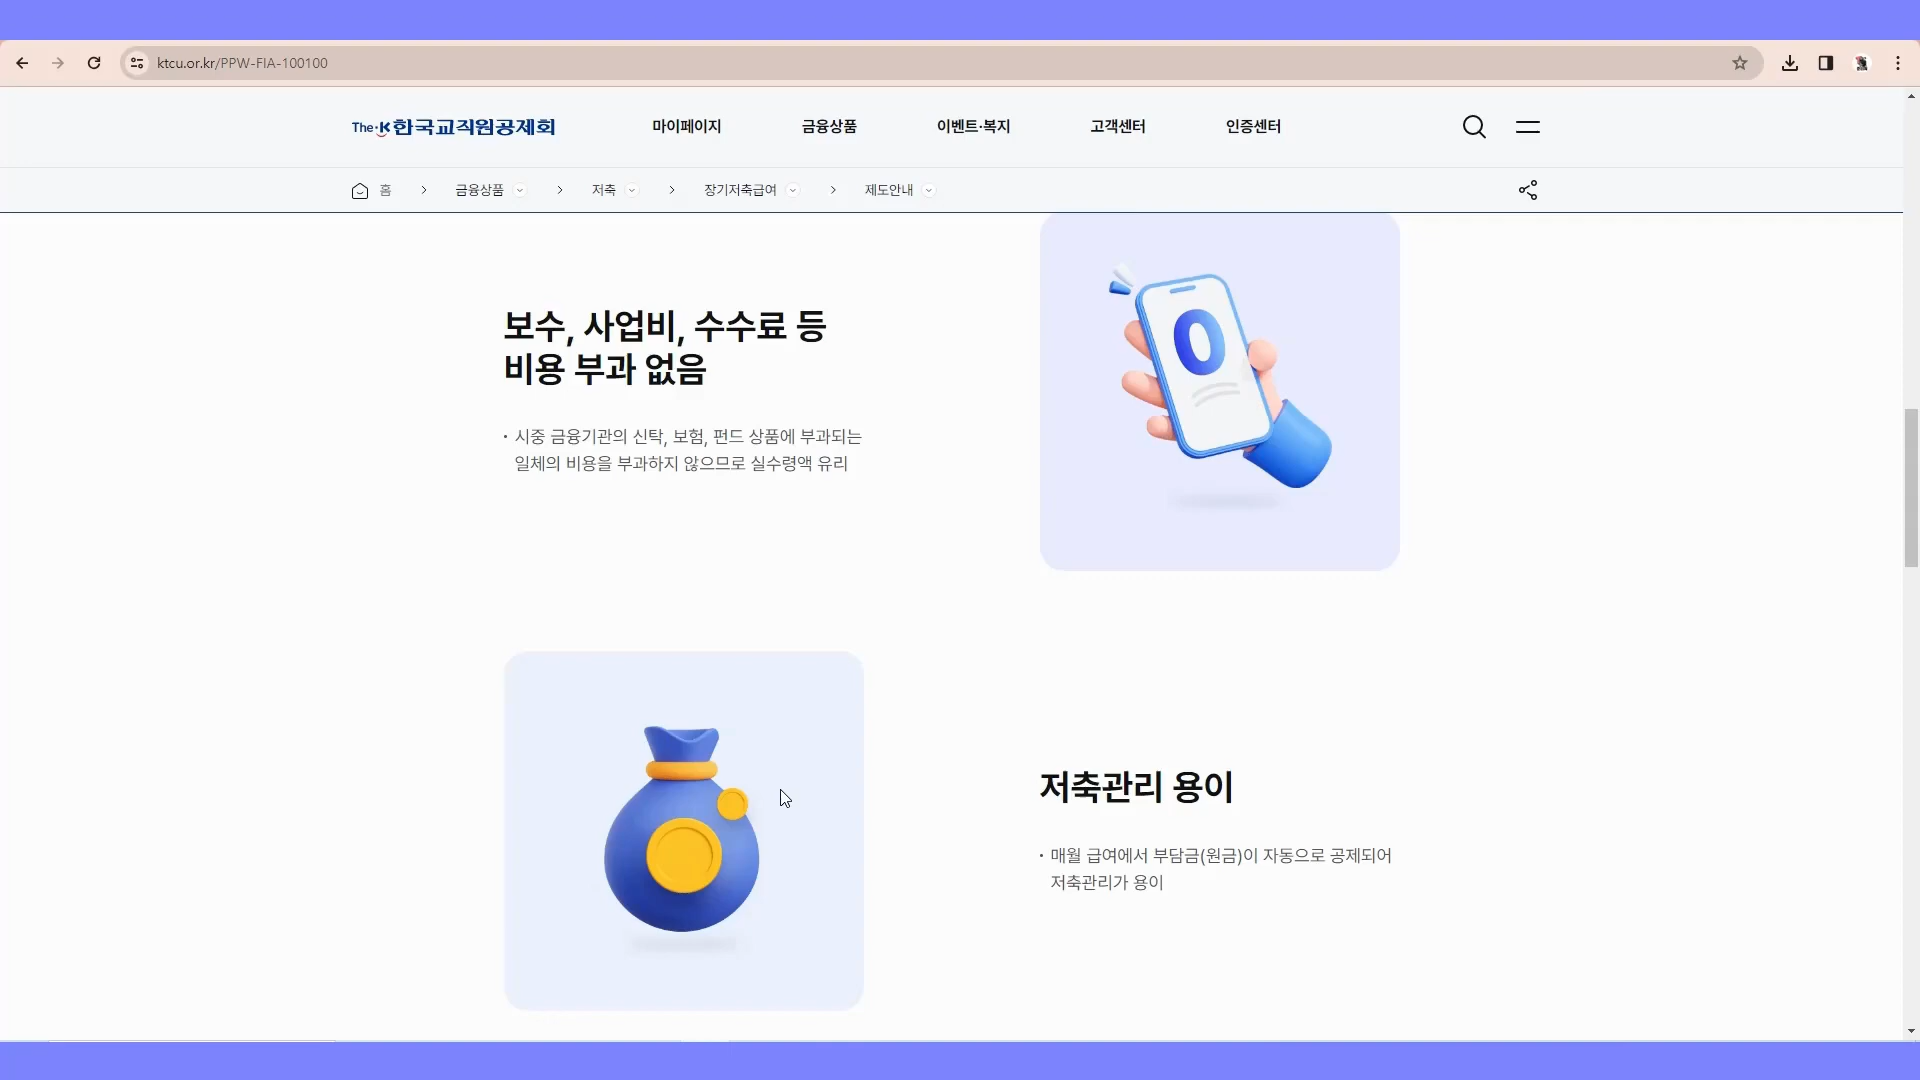 ktcu.or.kr/PPW-FIA-100100
The·K한국교직원공제회
마이페이지
금융상품
이벤트·복지
고객센터
인증센터
홈
금융상품
저축
장기저축급여
제도안내
보수, 사업비, 수수료 등
비용 부과 없음
· 시중 금융기관의 신탁, 보험, 펀드 상품에 부과되는
일체의 비용을 부과하지 않으므로 실수령액 유리
0
저축관리 용이
· 매월 급여에서 부담금(원금)이 자동으로 공제되어
저축관리가 용이